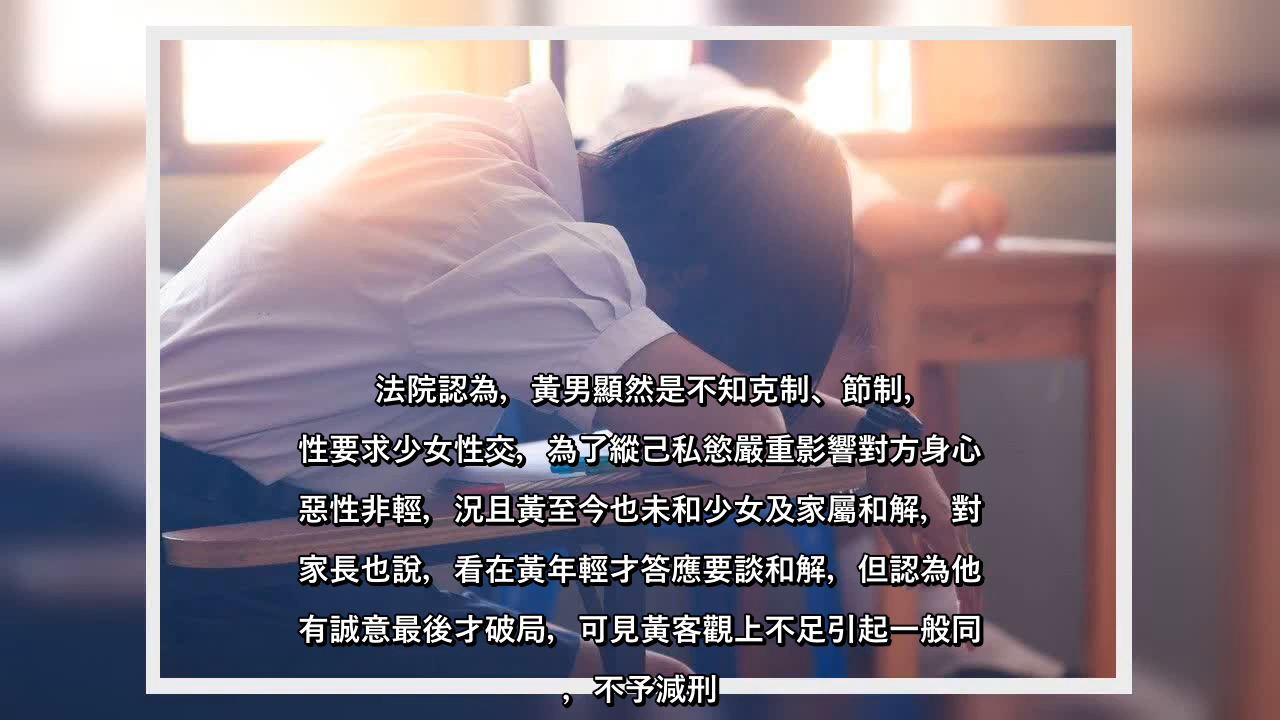 法院認為，黃男顯然是不知克制、節制，
性要求少女性交，為了縱己私慾嚴重影響對方身心
惡性非輕，況且黃至今也未和少女及家屬和解，對
家長也說，看在黃年輕才答應要談和解，但認為他
有誠意最後才破局，可見黃客觀上不足引起一般同
，不予減刑